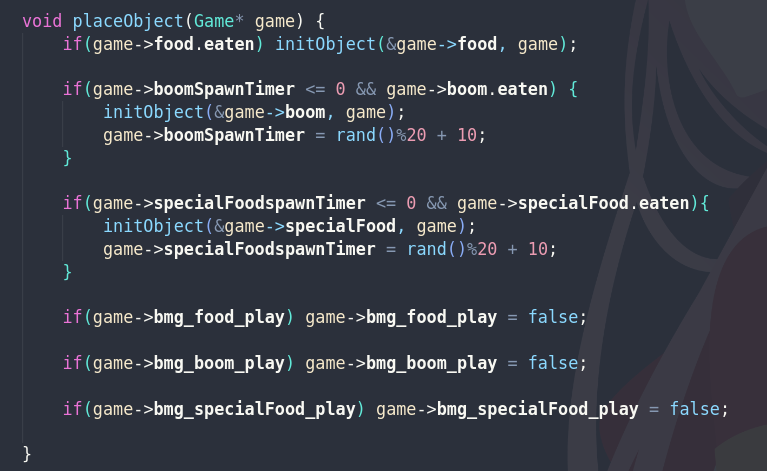 void placeObject(Game* game) {
    if(game->food.eaten) initObject(&game->food, game);
    if(game->boomSpawnTimer <= 0 && game->boom.eaten) {
        initObject(&game->boom, game);
        game->boomSpawnTimer = rand()%20 + 10;
    }
    if(game->specialFoodspawnTimer <= 0 && game->specialFood.eaten){
        initObject(&game->specialFood, game);
        game->specialFoodspawnTimer = rand()%20 + 10;
    }
    if(game->bmg_food_play) game->bmg_food_play = false;
    if(game->bmg_boom_play) game->bmg_boom_play = false;
    if(game->bmg_specialFood_play) game->bmg_specialFood_play = false;
}